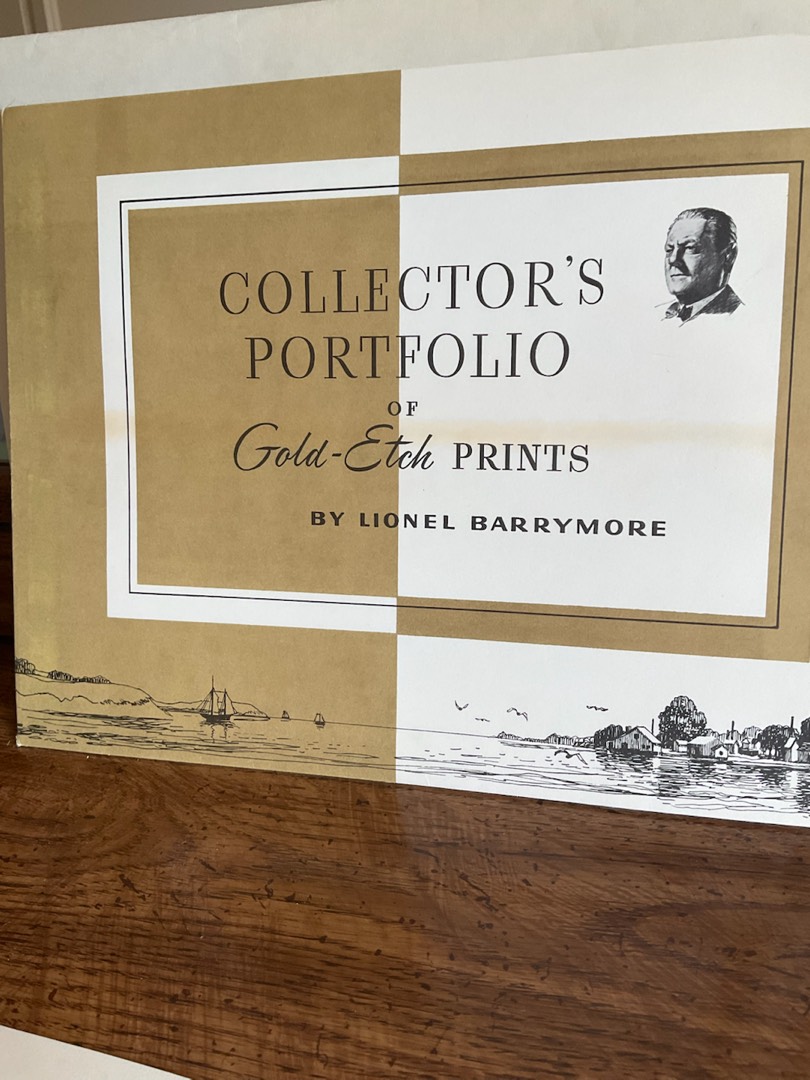 COLLECTOR'S
PORTFOLIO
OF
Gold-Etch PRINTS
BY LIONEL BARRYMORE